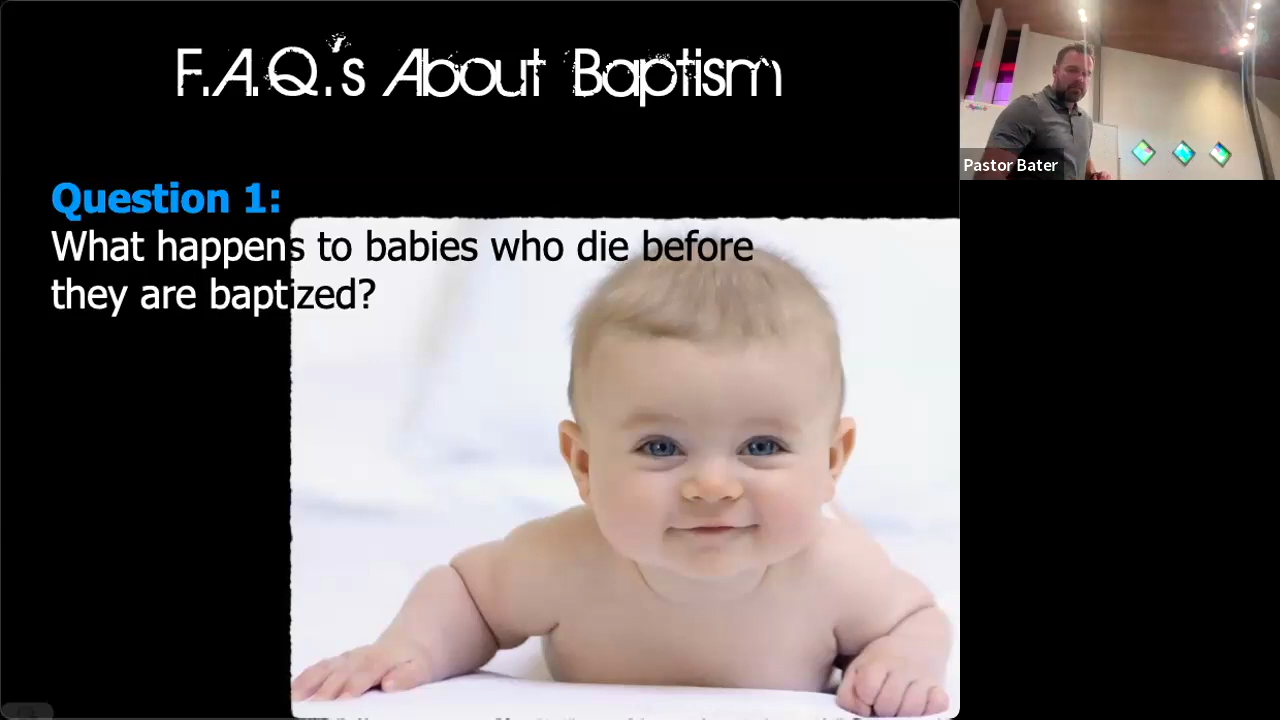 F.A.Q.'s About Baptism
Question 1:
What happens to babies who die before
they are baptized?
Pastor Bater